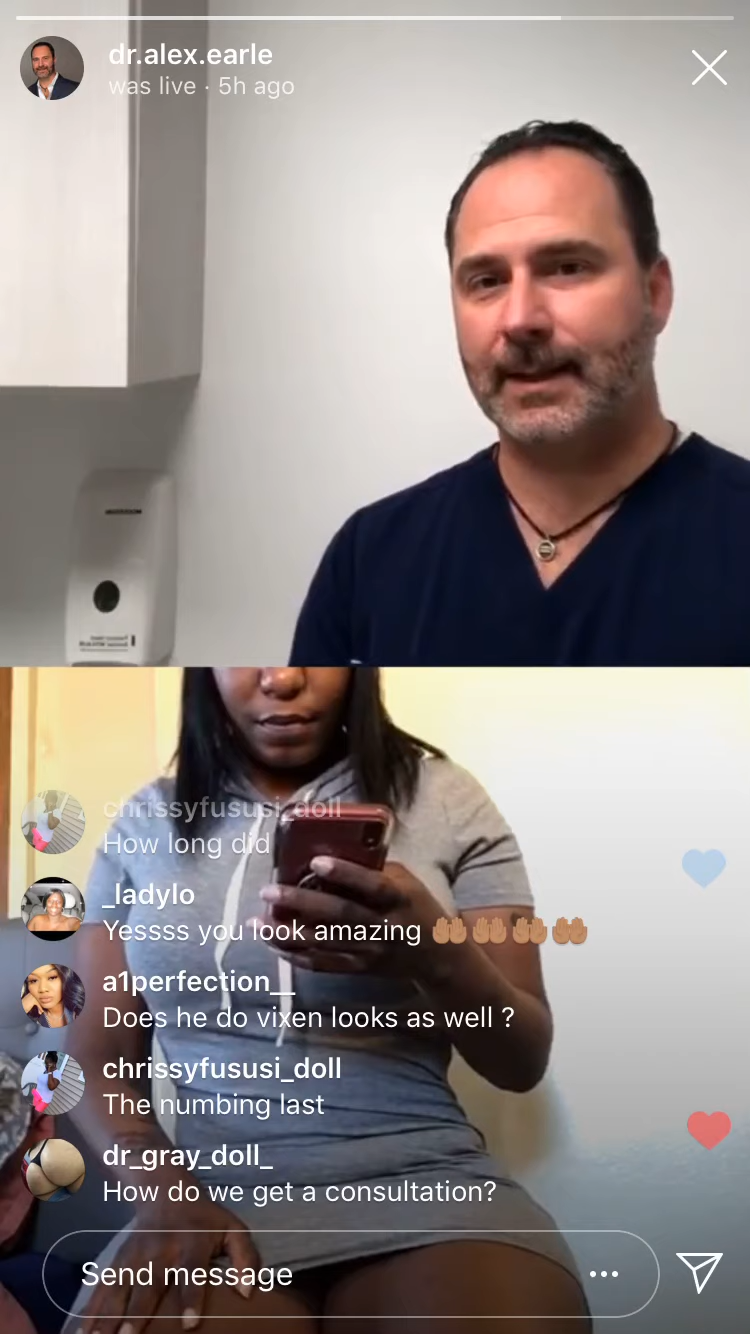 dr.alex.earle
was live · 5h ago
chrissyfususi_doll
How long did
_ladylo
Yessss you look amazing 🤲🏽🤲🏽🤲🏽🤲🏽
a1perfection__
Does he do vixen looks as well ?
chrissyfususi_doll
The numbing last
dr_gray_doll_
How do we get a consultation?
Send message